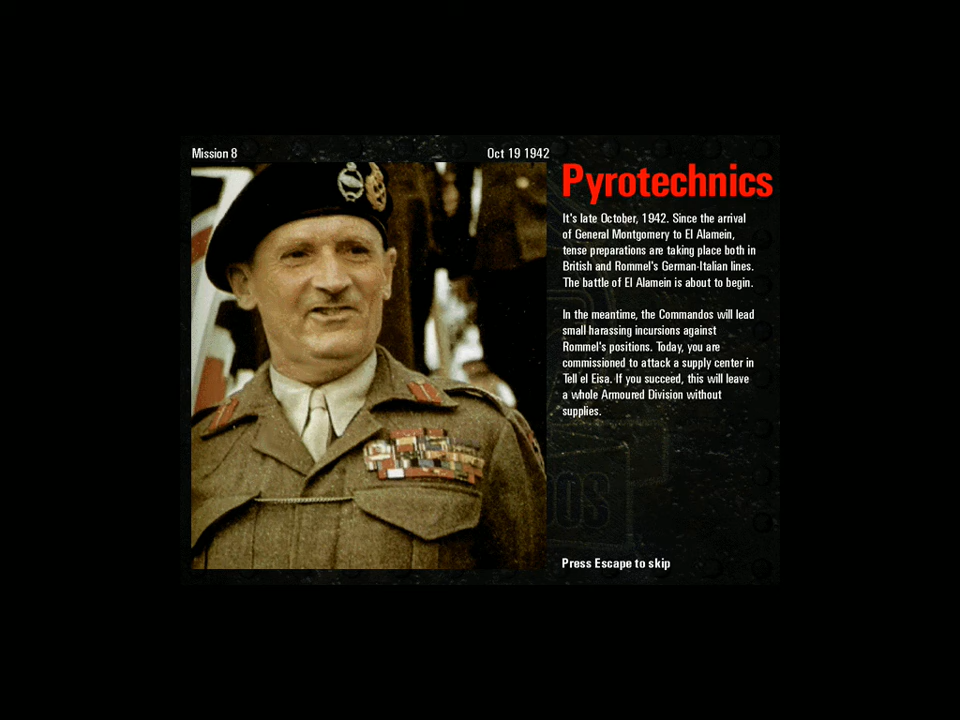 Mission 8
Oct 19 1942
Pyrotechnics
It's late October, 1942. Since the arrival
of General Montgomery to El Alamein,
tense preparations are taking place both in
British and Rommel's German-Italian lines.
The battle of El Alamein is about to begin.
In the meantime, the Commandos will lead
small harassing incursions against
Rommel's positions. Today, you are
commissioned to attack a supply center in
Tell el Eisa. If you succeed, this will leave
a whole Armoured Division without
supplies.
Press Escape to skip